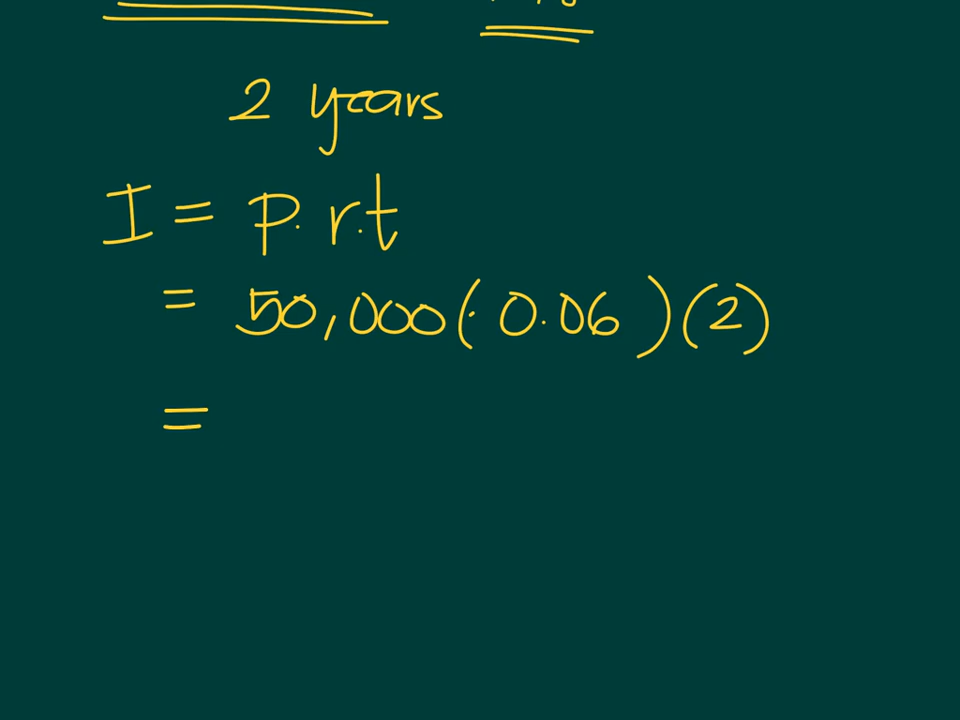 2 years
I = p.r.t
= 50,000(·0.06)(2)
=